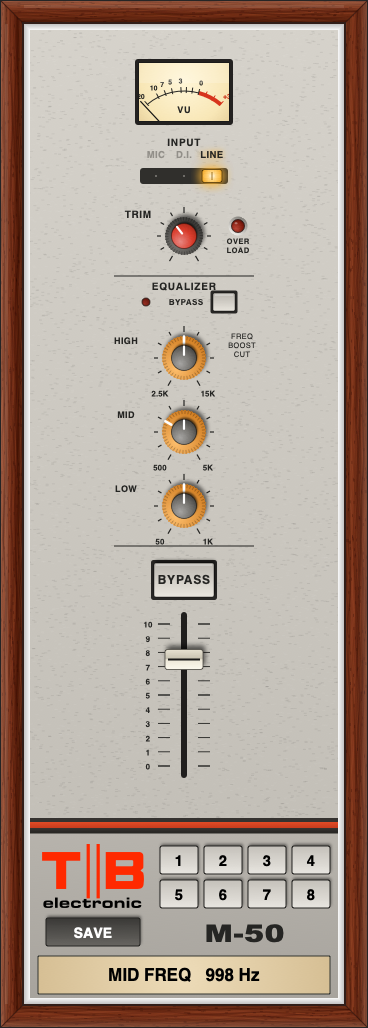 20 10 7 5 3 0 +3
VU
INPUT
MIC D.I. LINE
TRIM
OVER
LOAD
EQUALIZER
BYPASS
HIGH
FREQ
BOOST
CUT
2.5K 15K
MID
500 5K
LOW
50 1K
BYPASS
10
9
8
7
6
5
4
3
2
1
0
T||B
electronic
1 2 3 4
5 6 7 8
SAVE
M-50
MID FREQ 998 Hz